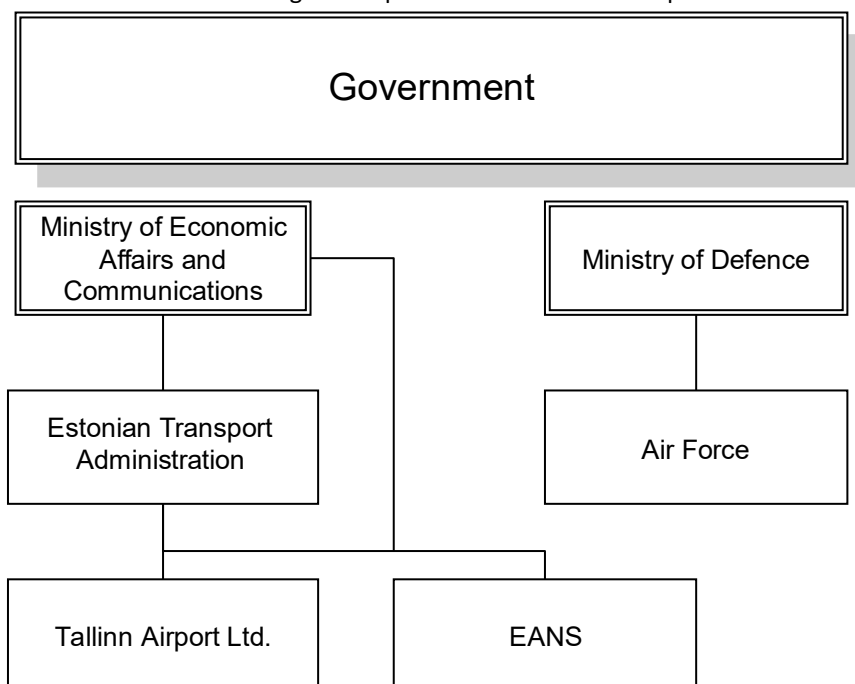 Government
Ministry of Economic
Affairs and
Communications
Ministry of Defence
Estonian Transport
Administration
Air Force
Tallinn Airport Ltd.
EANS